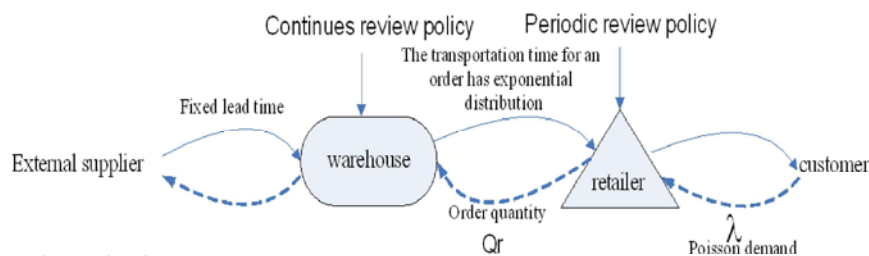 Continues review policy
Periodic review policy
The transportation time for an
order has exponential
distribution
Fixed lead time
External supplier
warehouse
retailer
customer
Order quantity
Qr
λ
Poisson demand